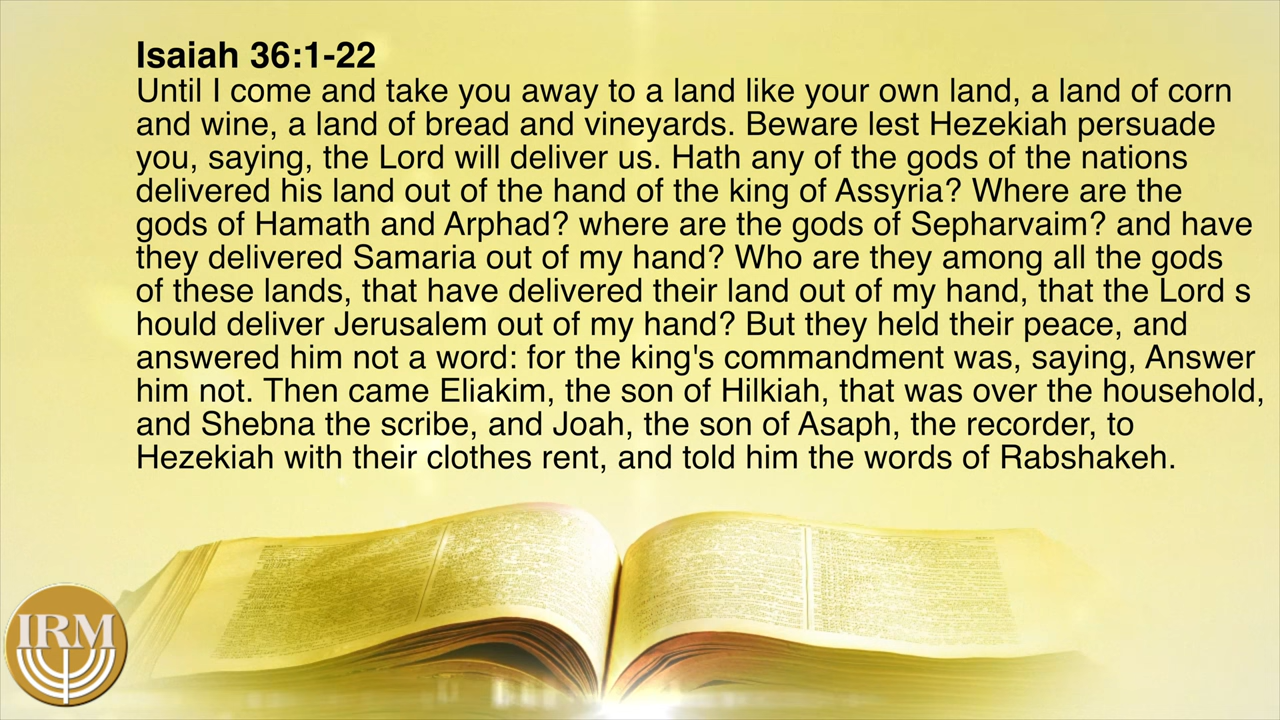 Isaiah 36:1-22
Until I come and take you away to a land like your own land, a land of corn
and wine, a land of bread and vineyards. Beware lest Hezekiah persuade
you, saying, the Lord will deliver us. Hath any of the gods of the nations
delivered his land out of the hand of the king of Assyria? Where are the
gods of Hamath and Arphad? where are the gods of Sepharvaim? and have
they delivered Samaria out of my hand? Who are they among all the gods
of these lands, that have delivered their land out of my hand, that the Lord s
hould deliver Jerusalem out of my hand? But they held their peace, and
answered him not a word: for the king's commandment was, saying, Answer
him not. Then came Eliakim, the son of Hilkiah, that was over the household,
and Shebna the scribe, and Joah, the son of Asaph, the recorder, to
Hezekiah with their clothes rent, and told him the words of Rabshakeh.
IRM